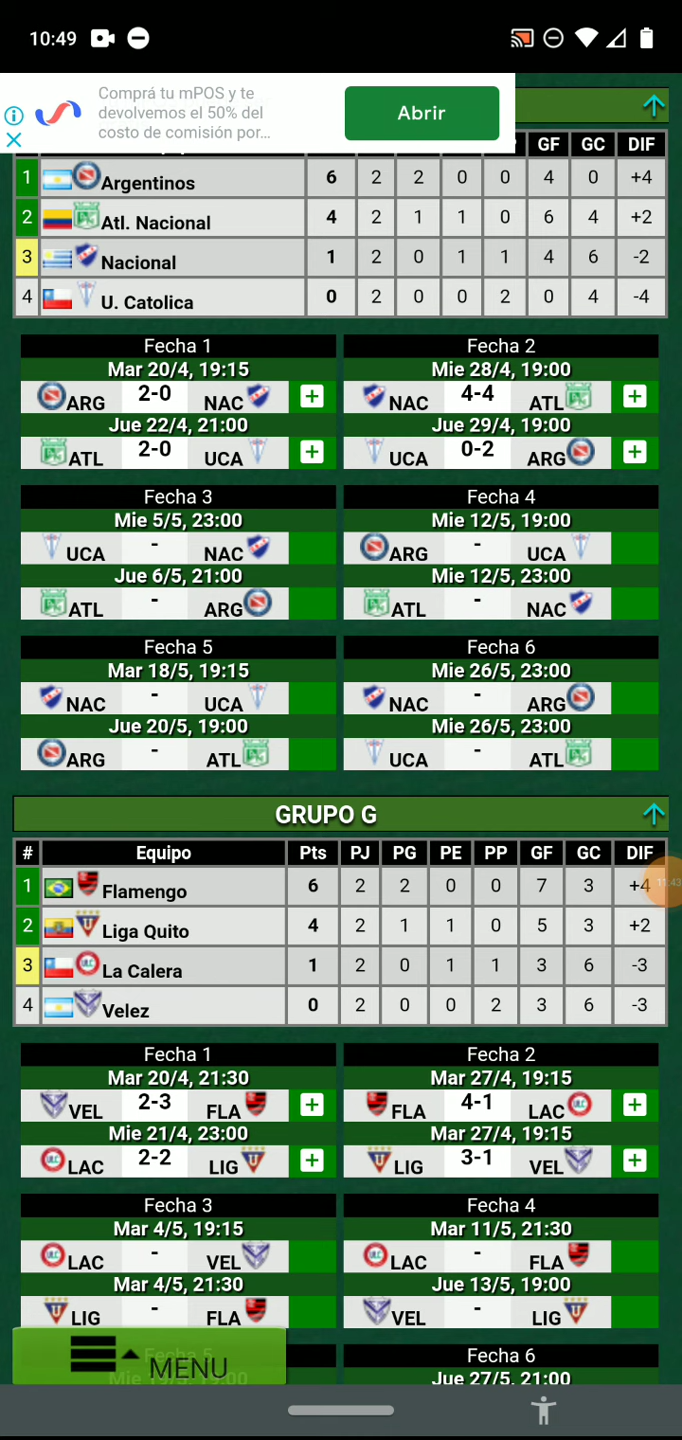 10:49
Comprá tu mPOS y te
devolvemos el 50% del
costo de comisión por...
Abrir
GF GC DIF
1 Argentinos 6 2 2 0 0 4 0 +4
2 Atl. Nacional 4 2 1 1 0 6 4 +2
3 Nacional 1 2 0 1 1 4 6 -2
4 U. Catolica 0 2 0 0 2 0 4 -4
Fecha 1
Mar 20/4, 19:15
ARG 2-0 NAC +
Jue 22/4, 21:00
ATL 2-0 UCA +
Fecha 2
Mie 28/4, 19:00
NAC 4-4 ATL +
Jue 29/4, 19:00
UCA 0-2 ARG +
Fecha 3
Mie 5/5, 23:00
UCA - NAC
Jue 6/5, 21:00
ATL - ARG
Fecha 4
Mie 12/5, 19:00
ARG - UCA
Mie 12/5, 23:00
ATL - NAC
Fecha 5
Mar 18/5, 19:15
NAC - UCA
Jue 20/5, 19:00
ARG - ATL
Fecha 6
Mie 26/5, 23:00
NAC - ARG
Mie 26/5, 23:00
UCA - ATL
GRUPO G
# Equipo Pts PJ PG PE PP GF GC DIF
1 Flamengo 6 2 2 0 0 7 3 +4
11:43
2 Liga Quito 4 2 1 1 0 5 3 +2
3 La Calera 1 2 0 1 1 3 6 -3
4 Velez 0 2 0 0 2 3 6 -3
Fecha 1
Mar 20/4, 21:30
VEL 2-3 FLA +
Mie 21/4, 23:00
LAC 2-2 LIG +
Fecha 2
Mar 27/4, 19:15
FLA 4-1 LAC +
Mar 27/4, 19:15
LIG 3-1 VEL +
Fecha 3
Mar 4/5, 19:15
LAC - VEL
Mar 4/5, 21:30
LIG - FLA
Fecha 4
Mar 11/5, 21:30
LAC - FLA
Jue 13/5, 19:00
VEL - LIG
Fecha 5
MENU
Fecha 6
Jue 27/5, 21:00